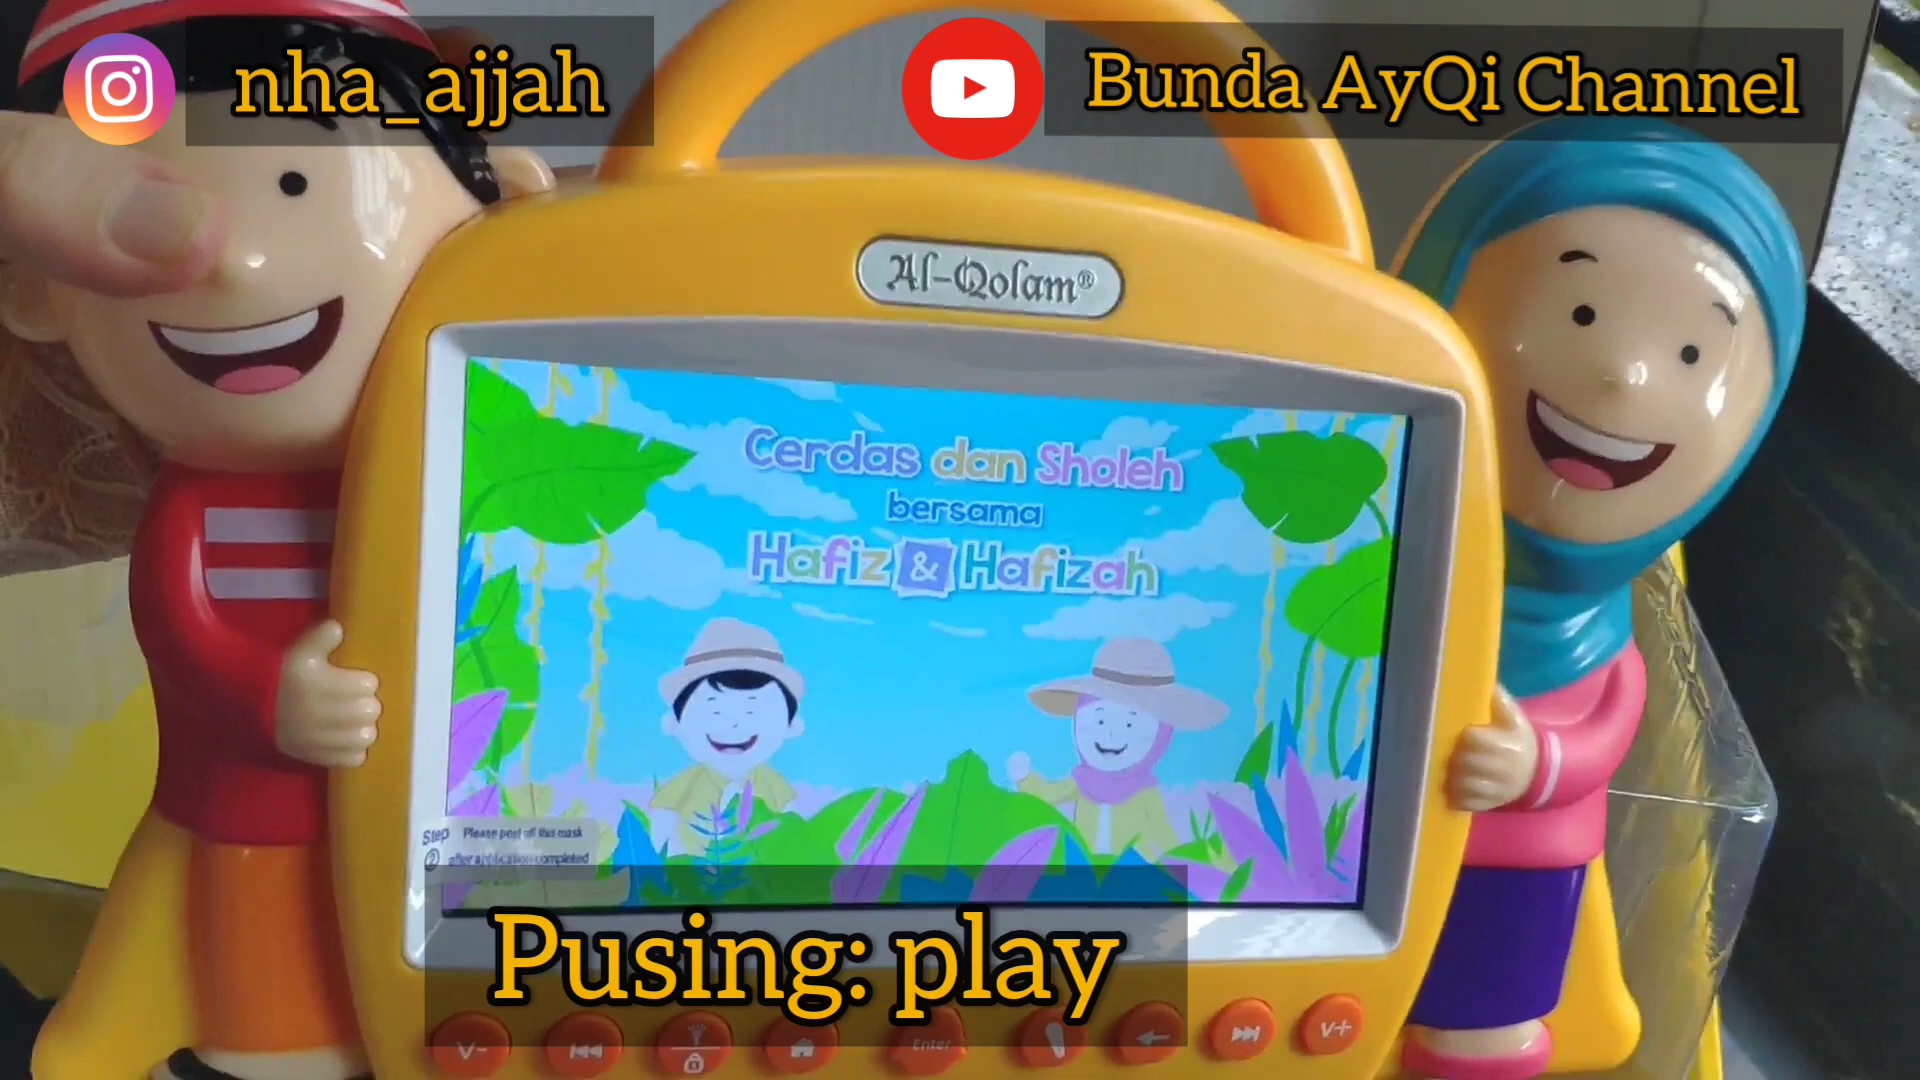 nha_ajjah
Bunda AyQi Channel
Al-Qolam®
Cerdas dan Sholeh
bersama
Hafiz & Hafizah
Step Please peel off this mask
2 after application completed
Pusing: play
V-
Enter
V+